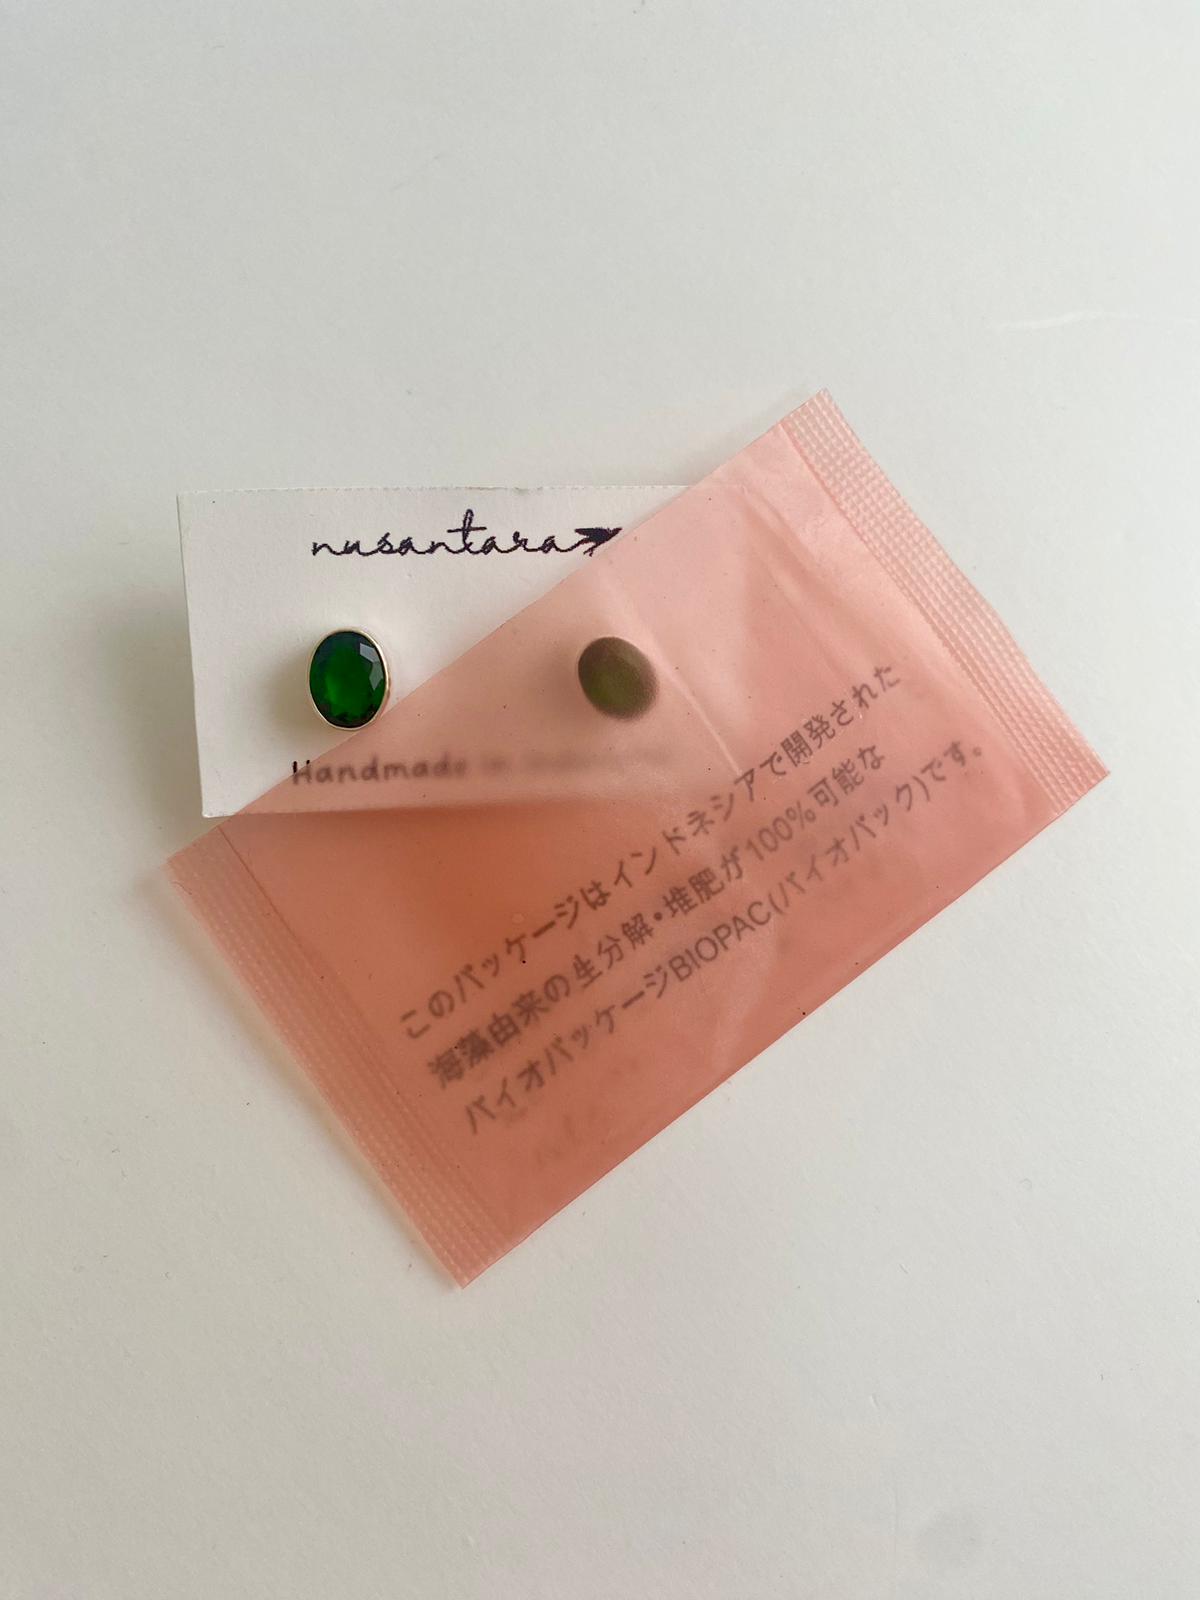 nusantara
Handmade in
このパッケージはインドネシアで開発された
海藻由来の生分解・堆肥が100%可能な
バイオパッケージBIOPAC(バイオパック)です。